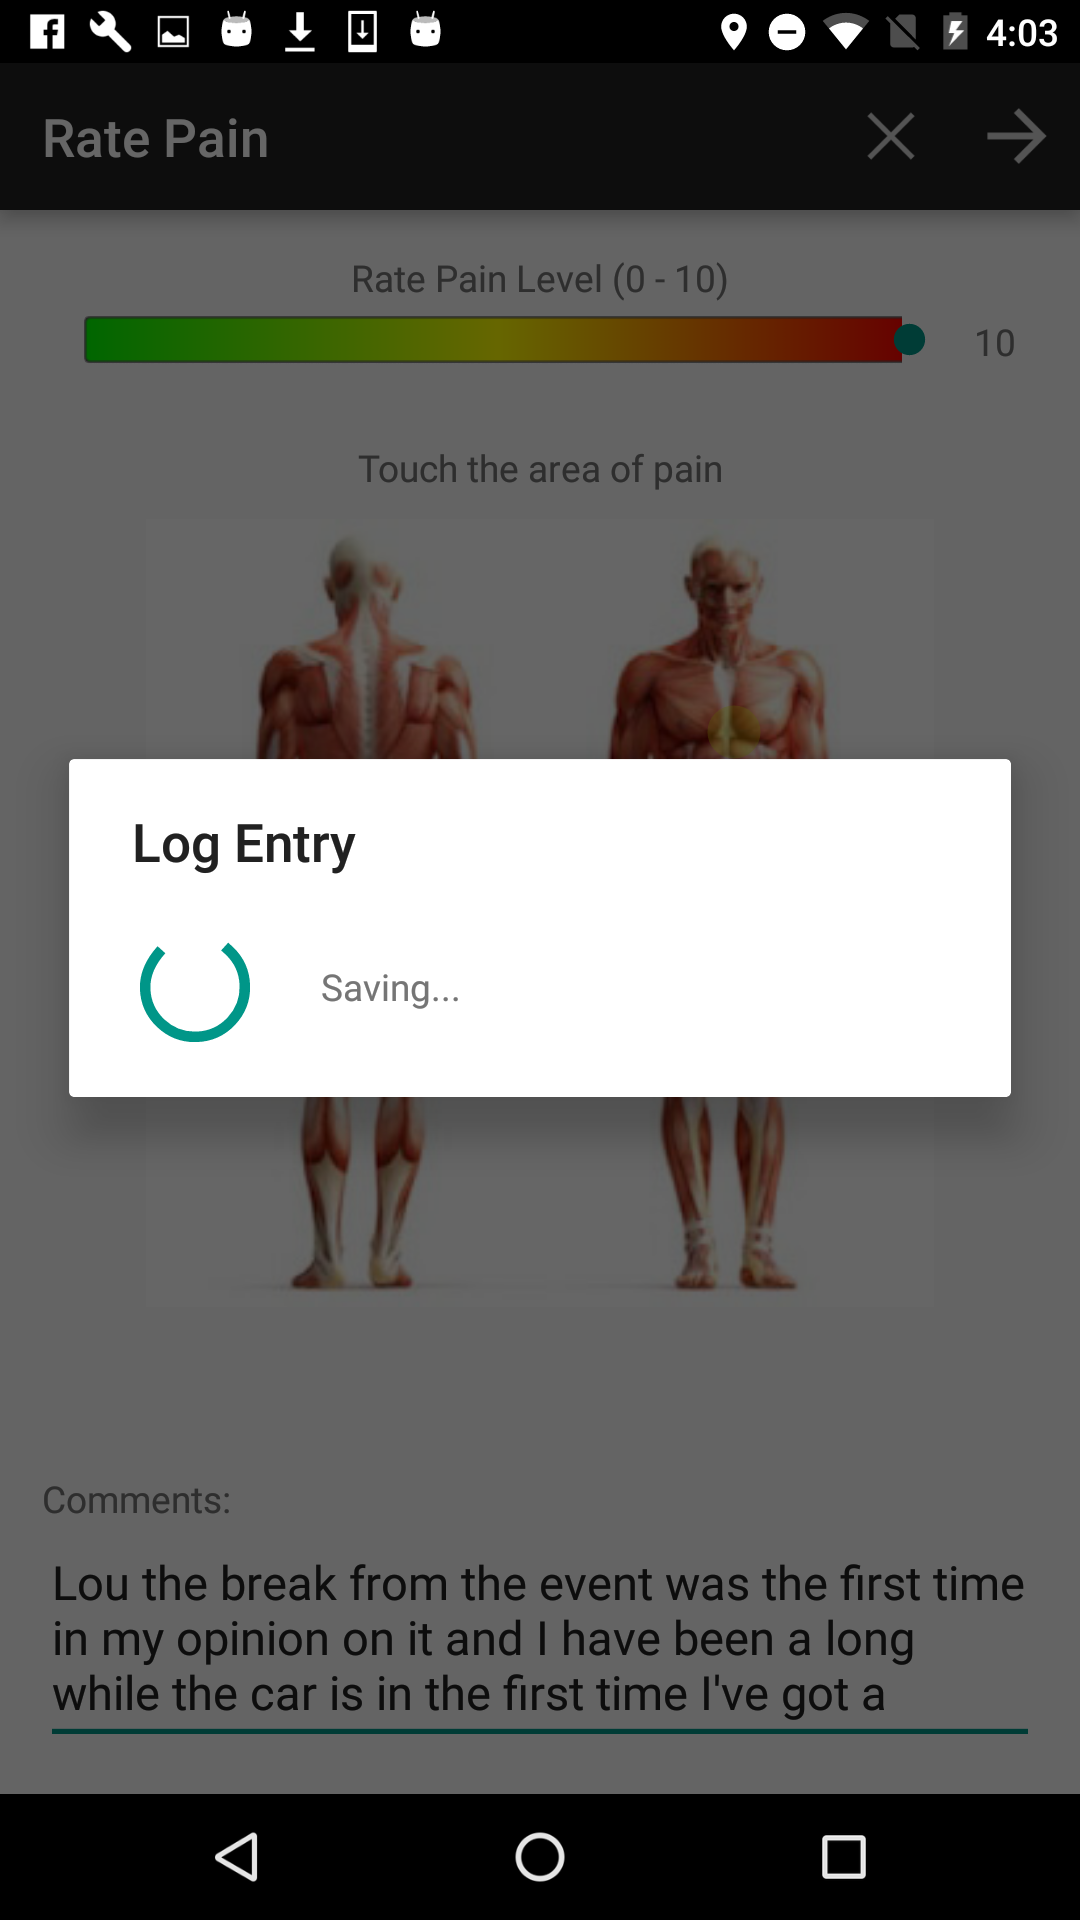 4:03
Rate Pain
Rate Pain Level (0 - 10)
10
Touch the area of pain
Log Entry
Saving...
Comments:
Lou the break from the event was the first time
in my opinion on it and I have been a long
while the car is in the first time I've got a